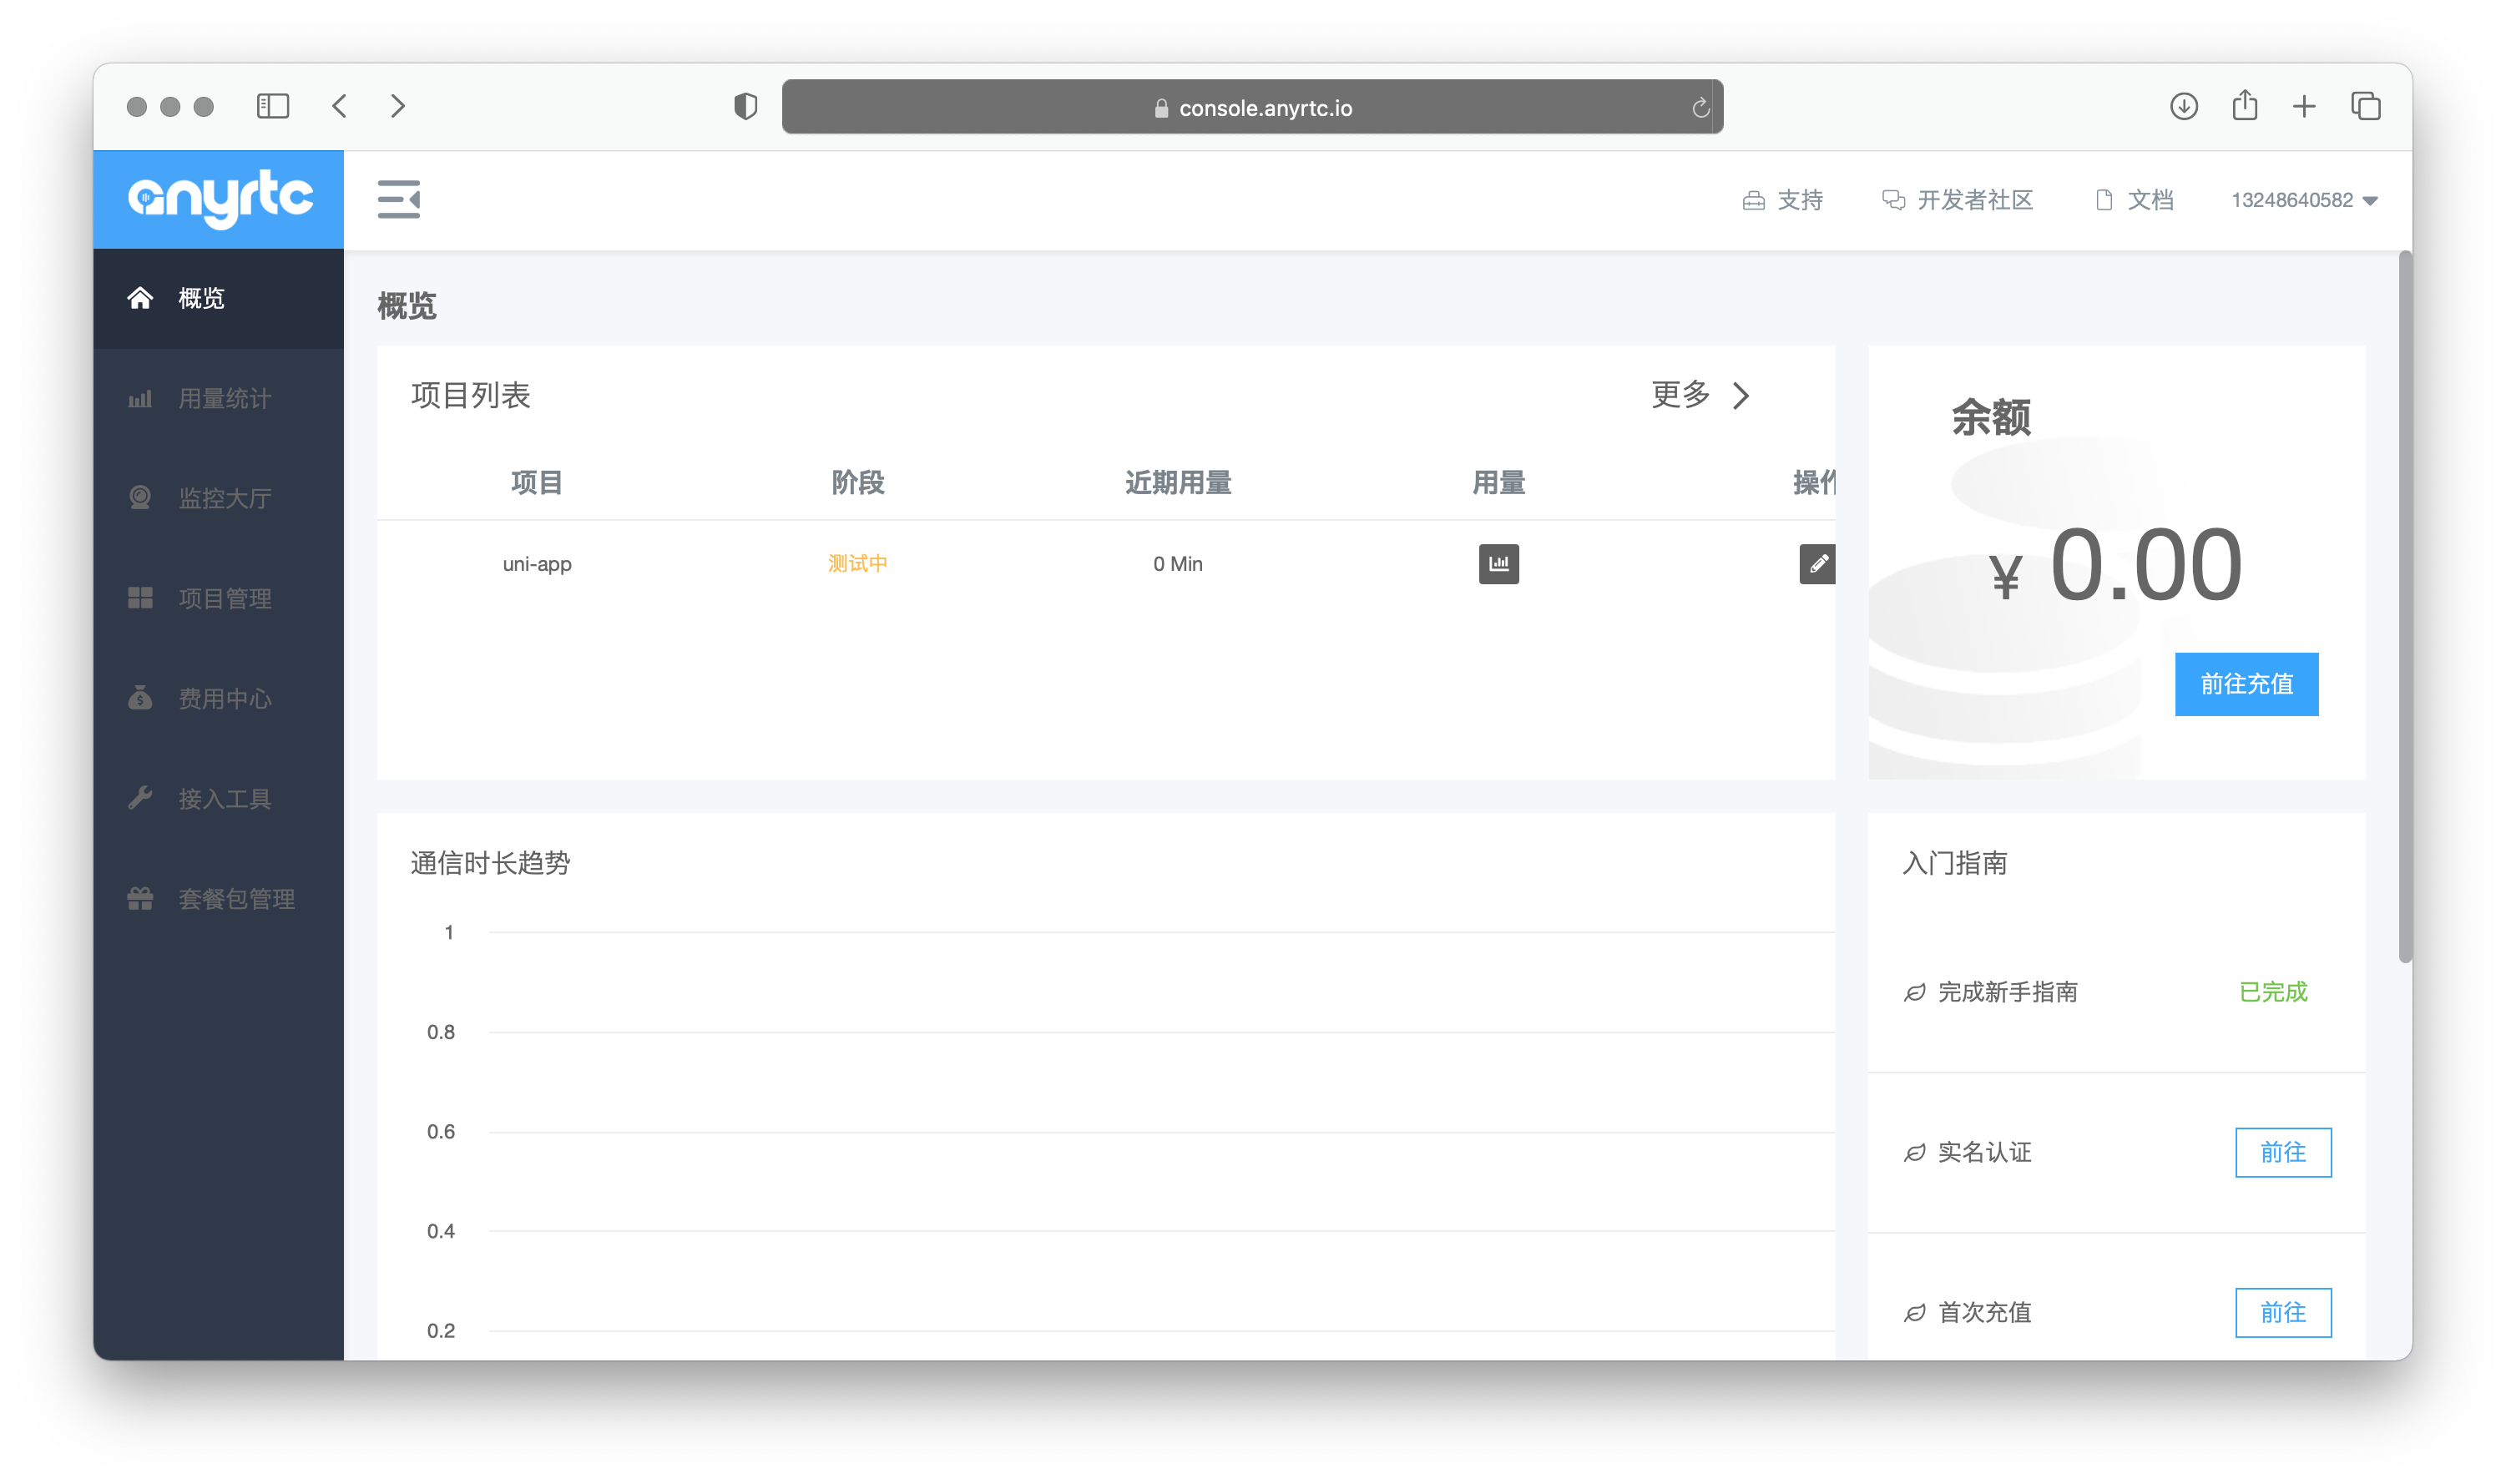 console.anyrtc.io
anyrtc
支持
开发者社区
文档
13248640582
概览
用量统计
监控大厅
项目管理
费用中心
接入工具
套餐包管理
概览
项目列表
更多
项目 阶段 近期用量 用量 操作
uni-app 测试中 0 Min
余额
¥ 0.00
前往充值
通信时长趋势
1
0.8
0.6
0.4
0.2
入门指南
完成新手指南 已完成
实名认证 前往
首次充值 前往